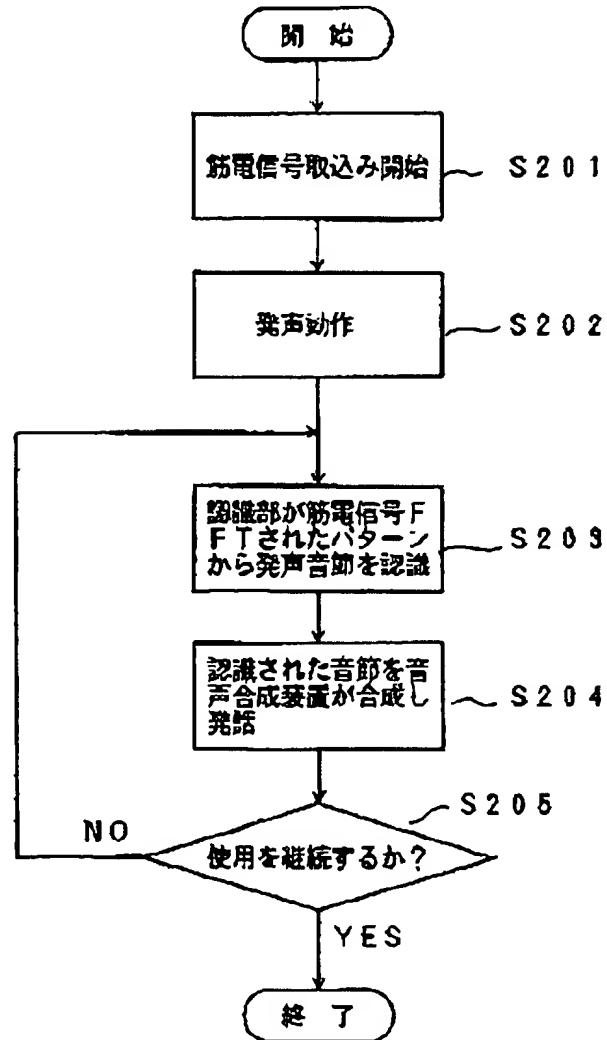 開 始
筋電信号取込み開始
S201
発声動作
S202
認識部が筋電信号F
FTされたパターン
から発声音節を認識
S203
認識された音節を音
声合成装置が合成し
発話
S204
S205
使用を継続するか?
NO
YES
終 了